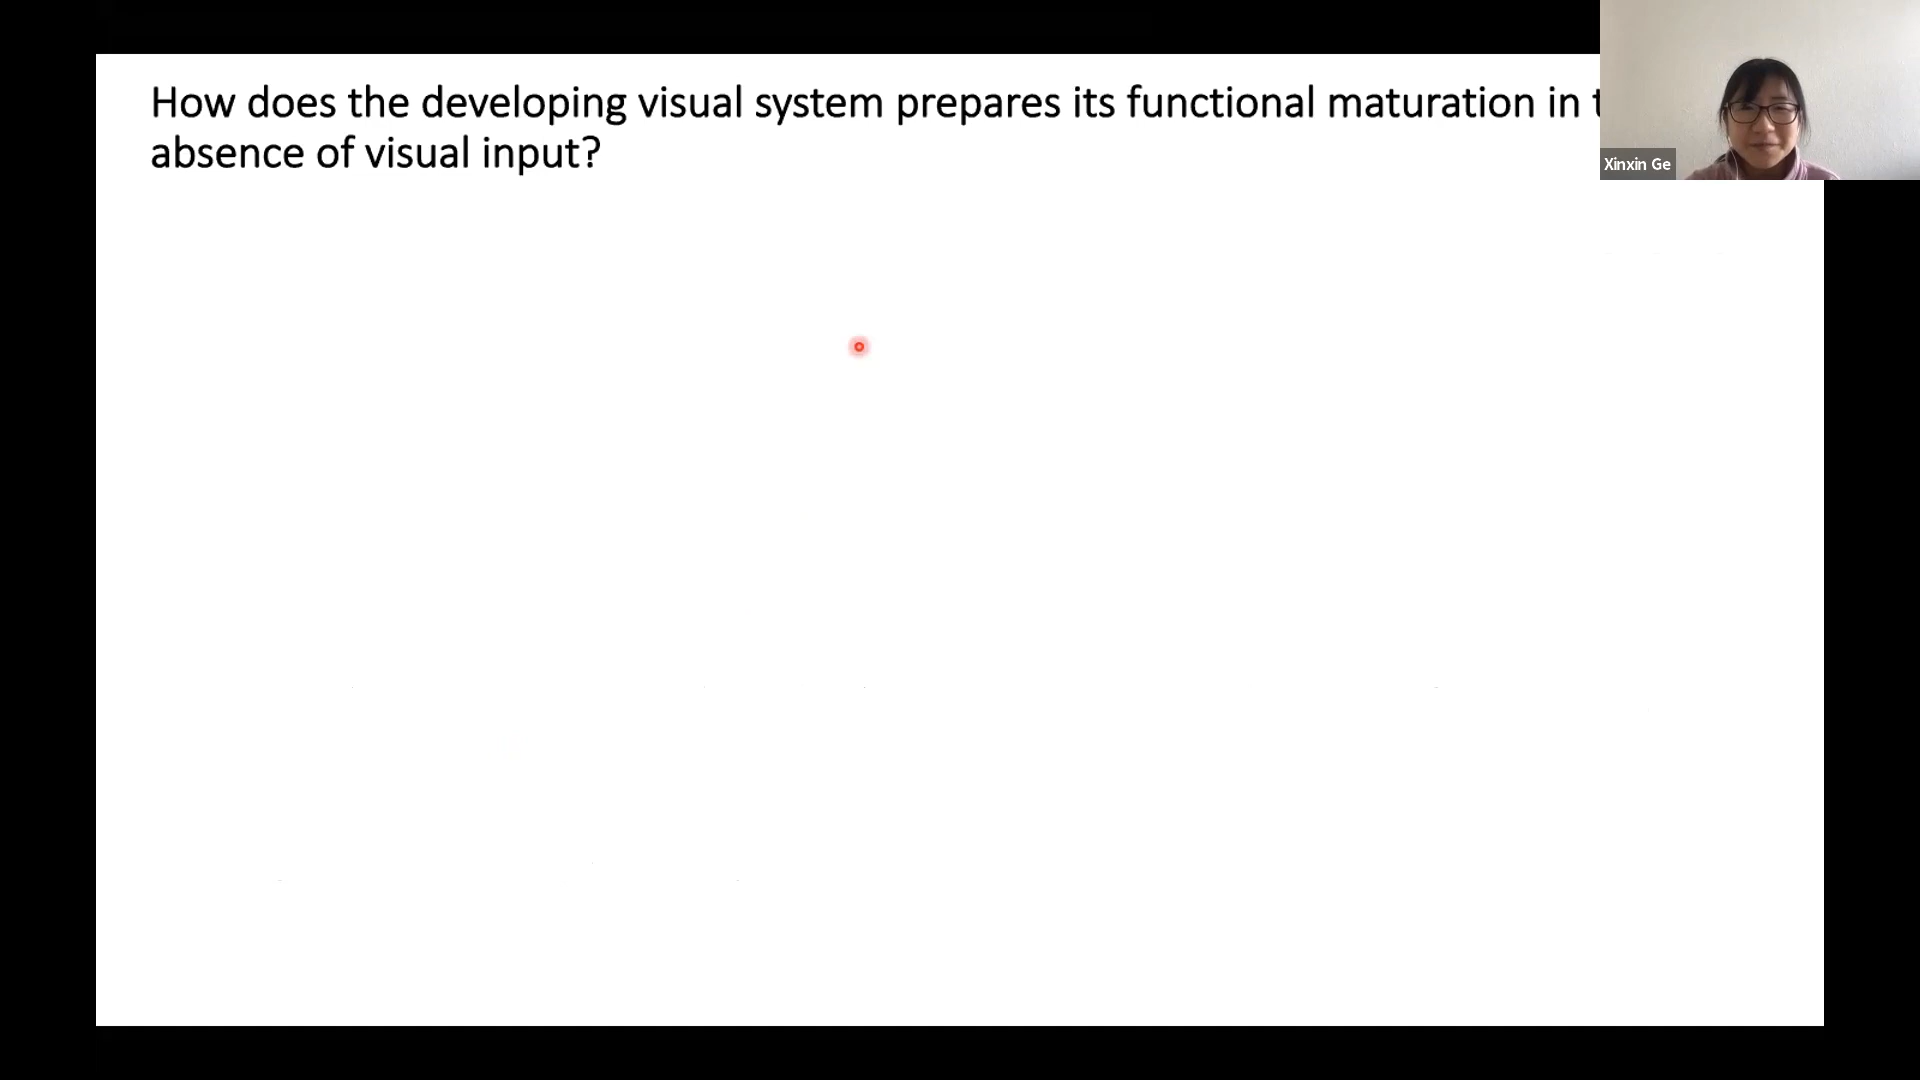 How does the developing visual system prepares its functional maturation in
absence of visual input?
Xinxin Ge